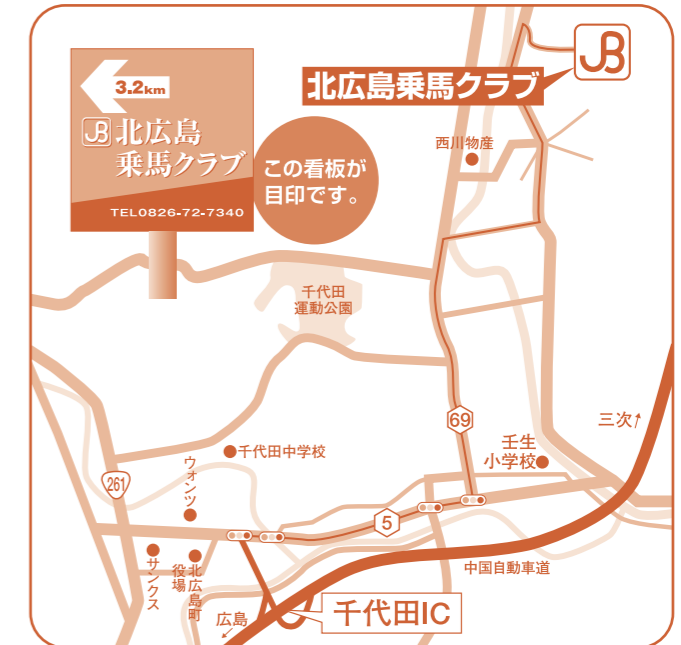 JB
北広島乗馬クラブ
3.2km
JB 北広島
乗馬クラブ
TEL0826-72-7340
この看板が
目印です。
西川物産
千代田
運動公園
69
三次
壬生
小学校
千代田中学校
261
ウォンツ
5
中国自動車道
サンクス
北広島町
役場
広島
千代田IC